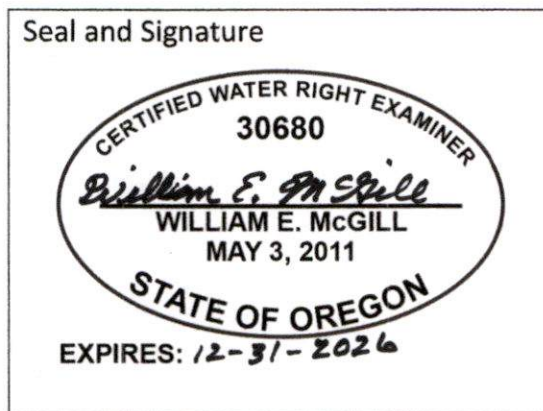 Seal and Signature
CERTIFIED WATER RIGHT EXAMINER
30680
William E. McGill
WILLIAM E. McGILL
MAY 3, 2011
STATE OF OREGON
EXPIRES: 12-31-2026